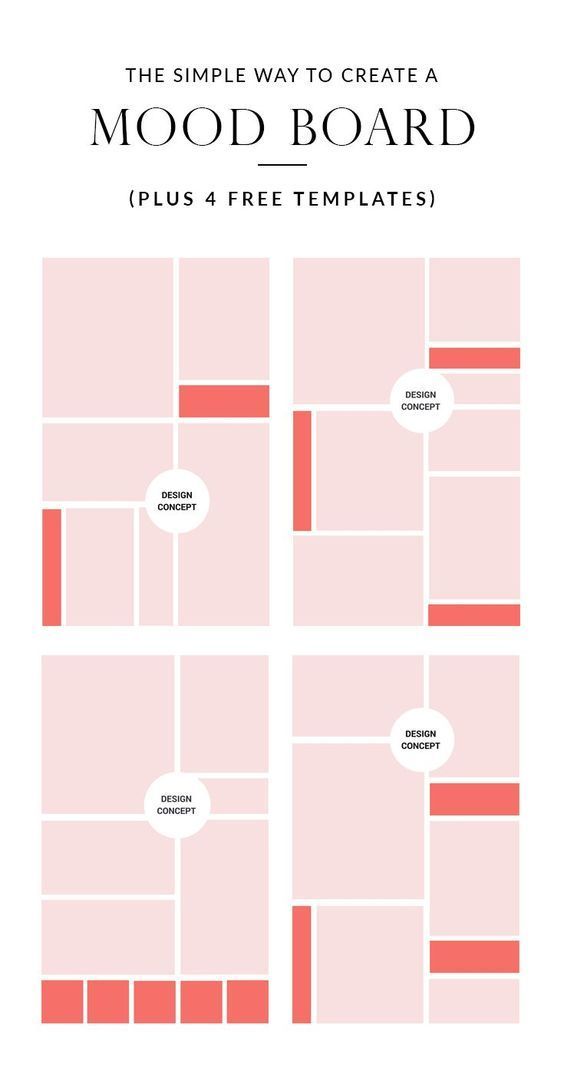 THE SIMPLE WAY TO CREATE A
MOOD BOARD
(PLUS 4 FREE TEMPLATES)
DESIGN
CONCEPT
DESIGN
CONCEPT
DESIGN
CONCEPT
DESIGN
CONCEPT